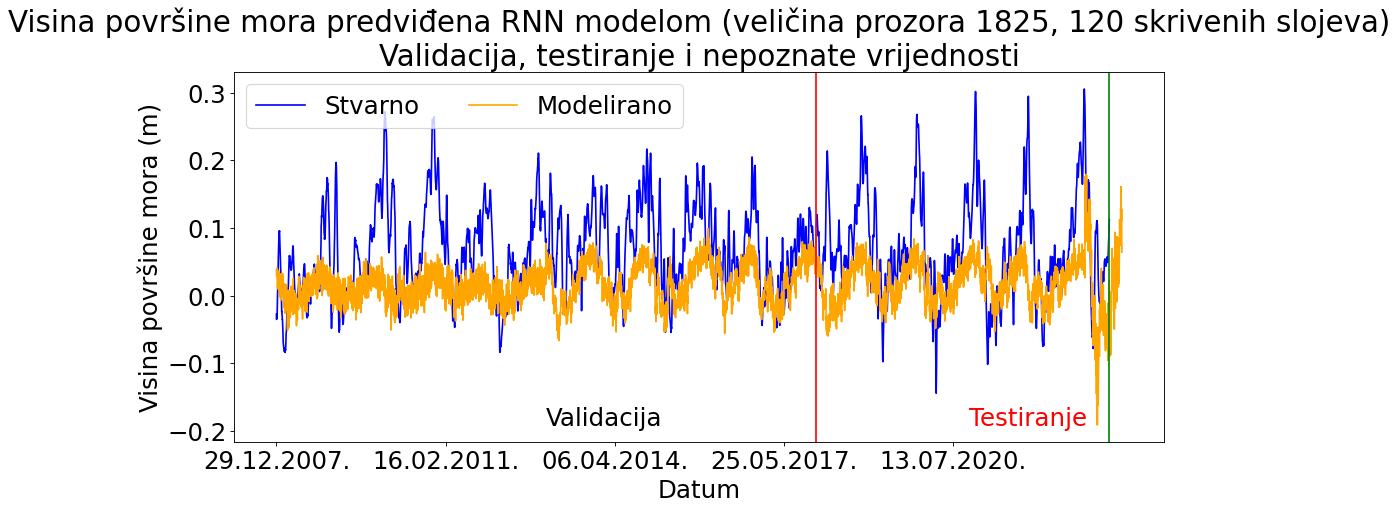 Visina površine mora predviđena RNN modelom (veličina prozora 1825, 120 skrivenih slojeva)
Validacija, testiranje i nepoznate vrijednosti
Stvarno
Modelirano
Visina površine mora (m)
0.3
0.2
0.1
0.0
−0.1
−0.2
Validacija
Testiranje
29.12.2007.
16.02.2011.
06.04.2014.
25.05.2017.
13.07.2020.
Datum